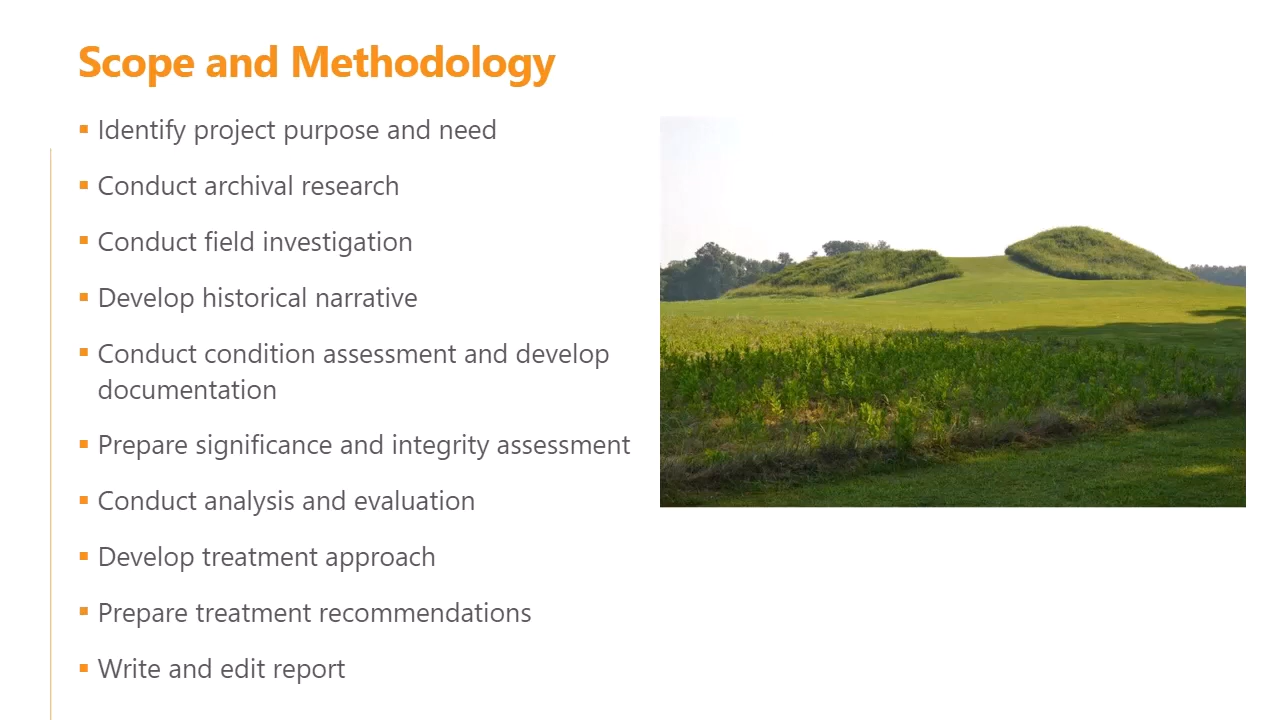 Scope and Methodology
▪ Identify project purpose and need
▪ Conduct archival research
▪ Conduct field investigation
▪ Develop historical narrative
▪ Conduct condition assessment and develop
documentation
▪ Prepare significance and integrity assessment
▪ Conduct analysis and evaluation
▪ Develop treatment approach
▪ Prepare treatment recommendations
▪ Write and edit report